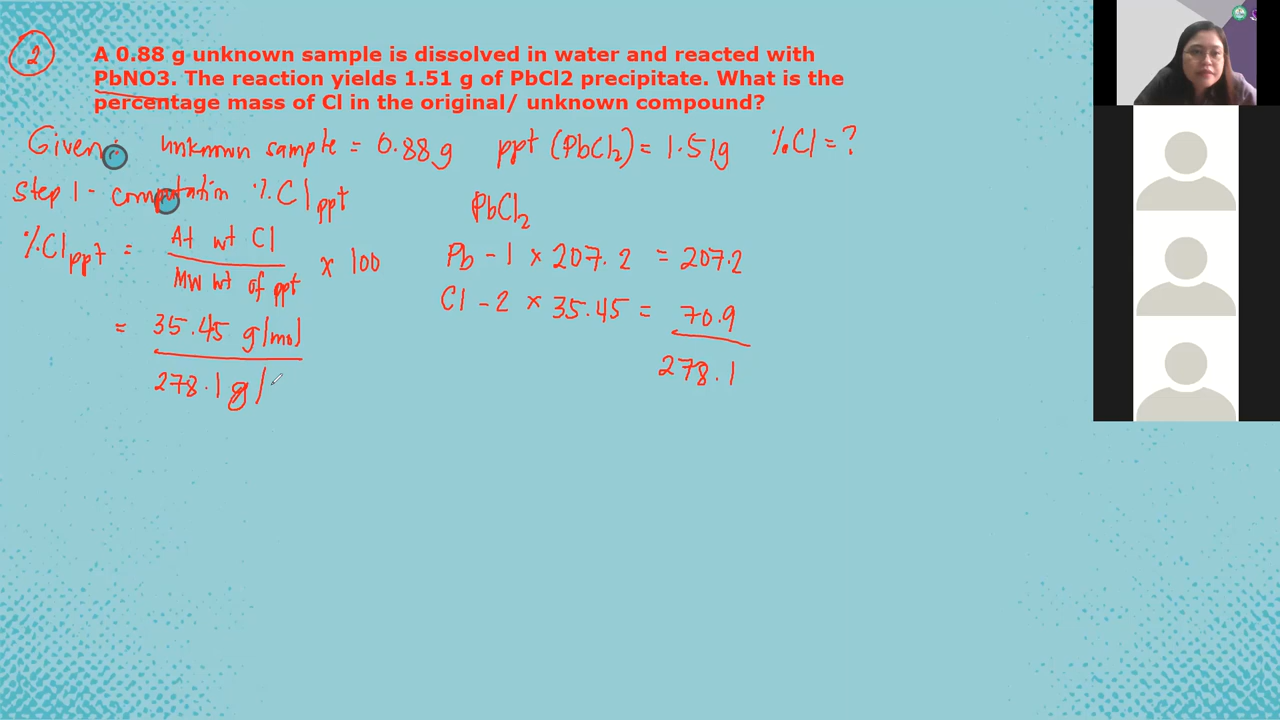 2
A 0.88 g unknown sample is dissolved in water and reacted with
PbNO3. The reaction yields 1.51 g of PbCl2 precipitate. What is the
percentage mass of Cl in the original/ unknown compound?
Given: unknown sample = 0.88 g ppt (PbCl2) = 1.51g % Cl = ?
Step 1 - computation % Cl ppt
PbCl2
% Cl ppt = At wt Cl / MW wt of ppt x 100
Pb - 1 x 207.2 = 207.2
Cl - 2 x 35.45 = 70.9
278.1
= 35.45 g/mol
278.1 g/